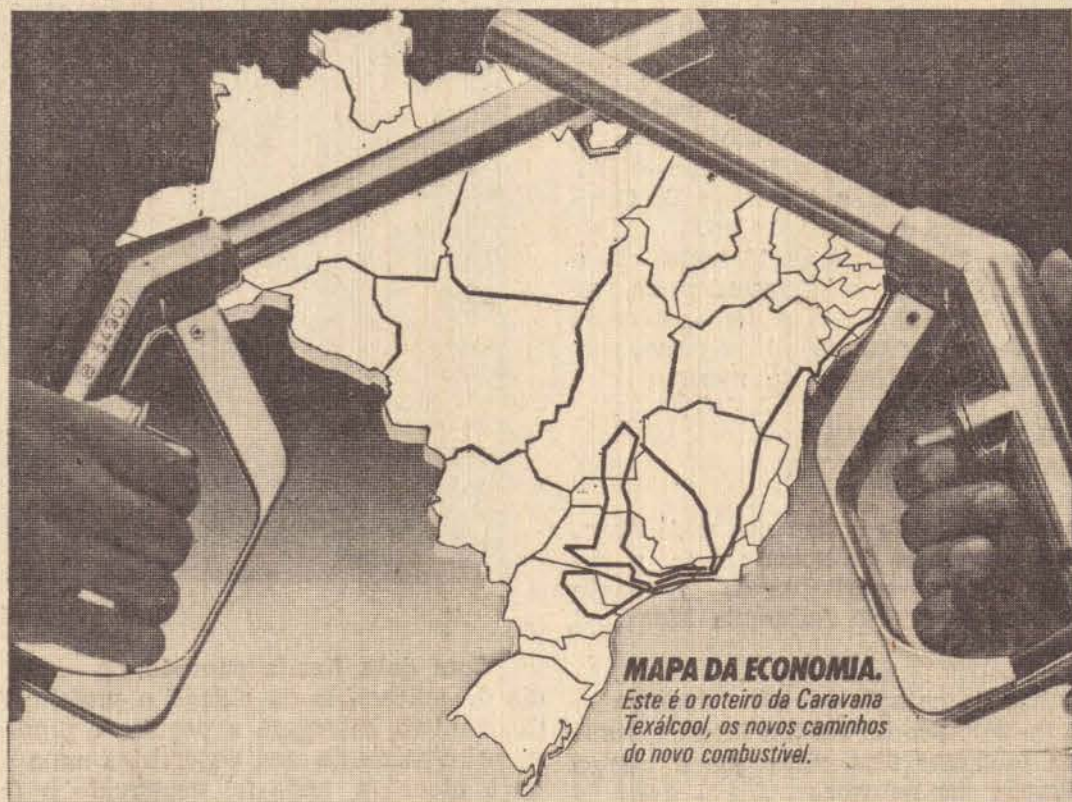 MAPA DA ECONOMIA.
Este é o roteiro da Caravana
Texálcool, os novos caminhos
do novo combustível.